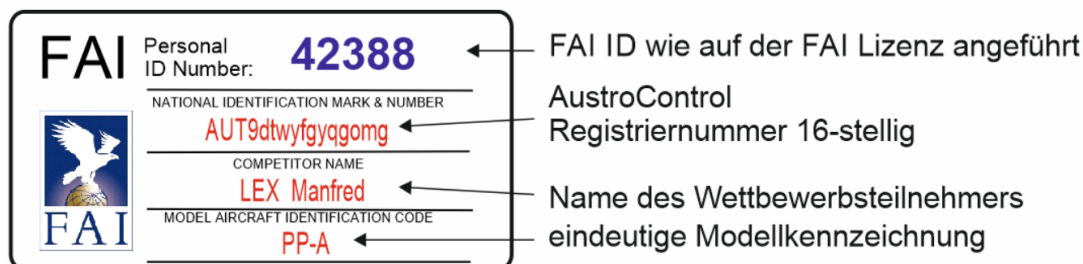 FAI Personal ID Number: 42388
NATIONAL IDENTIFICATION MARK & NUMBER
AUT9dtwyfgyqgomg
COMPETITOR NAME
LEX Manfred
MODEL AIRCRAFT IDENTIFICATION CODE
PP-A
FAI
FAI ID wie auf der FAI Lizenz angeführt
AustroControl
Registriernummer 16-stellig
Name des Wettbewerbsteilnehmers
eindeutige Modellkennzeichnung